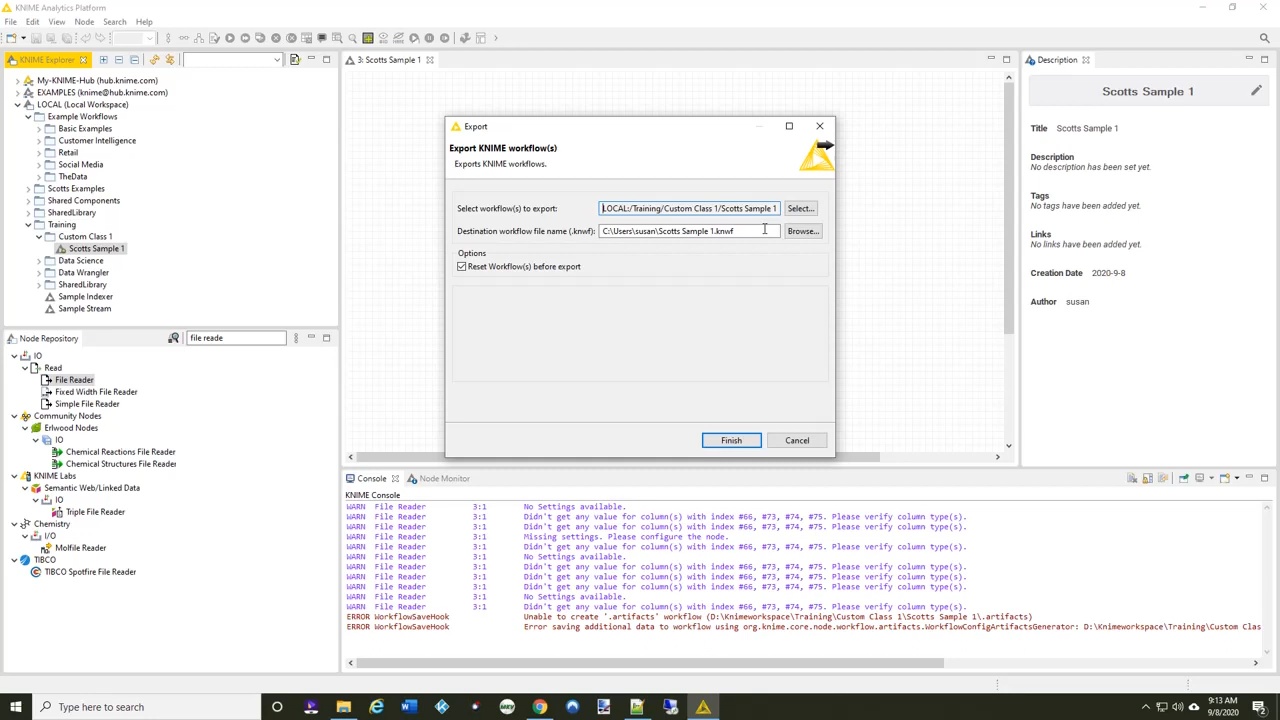 KNIME Analytics Platform
File Edit View Node Search Help
KNIME Explorer
My-KNIME-Hub (hub.knime.com)
EXAMPLES (knime@hub.knime.com)
LOCAL (Local Workspace)
Example Workflows
Basic Examples
Customer Intelligence
Retail
Social Media
TheData
Scotts Examples
Shared Components
SharedLibrary
Training
Custom Class 1
Scotts Sample 1
Data Science
Data Wrangler
SharedLibrary
Sample Indexer
Sample Stream
Node Repository
file reade
IO
Read
File Reader
Fixed Width File Reader
Simple File Reader
Community Nodes
Erlwood Nodes
IO
Chemical Reactions File Reader
Chemical Structures File Reader
KNIME Labs
Semantic Web/Linked Data
IO
Triple File Reader
Chemistry
I/O
Molfile Reader
TIBCO
TIBCO Spotfire File Reader
3: Scotts Sample 1
Export
Export KNIME workflow(s)
Exports KNIME workflows.
Select workflow(s) to export: LOCAL:/Training/Custom Class 1/Scotts Sample 1 Select...
Destination workflow file name (.knwf): C:\Users\susan\Scotts Sample 1.knwf Browse...
Options
Reset Workflow(s) before export
Finish Cancel
Description
Scotts Sample 1
Title Scotts Sample 1
Description
No description has been set yet.
Tags
No tags have been added yet.
Links
No links have been added yet.
Creation Date 2020-9-8
Author susan
Console Node Monitor
KNIME Console
WARN File Reader 3:1 No Settings available.
WARN File Reader 3:1 Didn't get any value for column(s) with index #66, #73, #74, #75. Please verify column type(s).
WARN File Reader 3:1 Didn't get any value for column(s) with index #66, #73, #74, #75. Please verify column type(s).
WARN File Reader 3:1 Missing settings. Please configure the node.
WARN File Reader 3:1 Didn't get any value for column(s) with index #66, #73, #74, #75. Please verify column type(s).
WARN File Reader 3:1 No Settings available.
WARN File Reader 3:1 Didn't get any value for column(s) with index #66, #73, #74, #75. Please verify column type(s).
WARN File Reader 3:1 Didn't get any value for column(s) with index #66, #73, #74, #75. Please verify column type(s).
WARN File Reader 3:1 Didn't get any value for column(s) with index #66, #73, #74, #75. Please verify column type(s).
WARN File Reader 3:1 No Settings available.
WARN File Reader 3:1 Didn't get any value for column(s) with index #66, #73, #74, #75. Please verify column type(s).
ERROR WorkflowSaveHook Unable to create '.artifacts' workflow (D:\Knimeworkspace\Training\Custom Class 1\Scotts Sample 1\.artifacts)
ERROR WorkflowSaveHook Error saving additional data to workflow using org.knime.core.node.workflow.artifacts.WorkflowConfigArtifactsGenerator: D:\Knimeworkspace\Training\Custom Clas
Type here to search
9:13 AM
9/8/2020
2